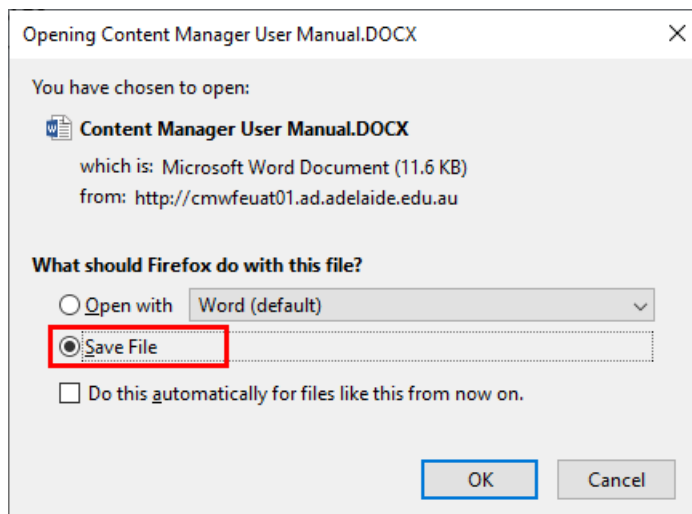 Opening Content Manager User Manual.DOCX
You have chosen to open:
Content Manager User Manual.DOCX
which is: Microsoft Word Document (11.6 KB)
from: http://cmwfeuat01.ad.adelaide.edu.au
What should Firefox do with this file?
Open with Word (default)
Save File
Do this automatically for files like this from now on.
OK Cancel